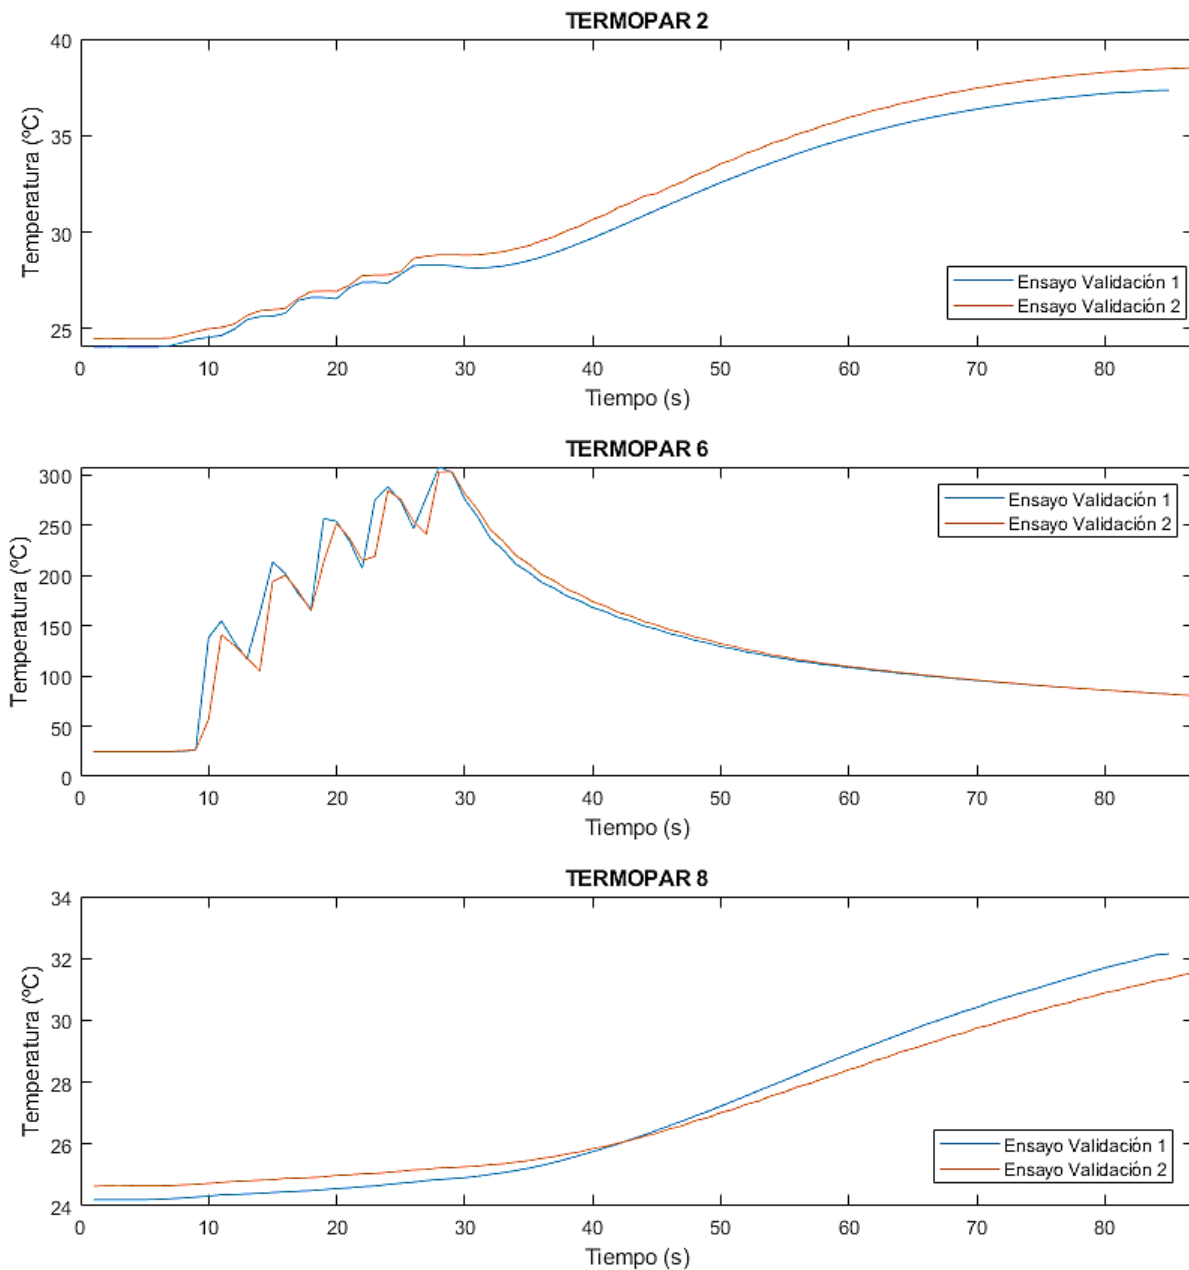 TERMOPAR 2
40
35
30
25
Temperatura (ºC)
Ensayo Validación 1
Ensayo Validación 2
0 10 20 30 40 50 60 70 80
Tiempo (s)
TERMOPAR 6
300
250
200
150
100
50
0
Temperatura (ºC)
Ensayo Validación 1
Ensayo Validación 2
0 10 20 30 40 50 60 70 80
Tiempo (s)
TERMOPAR 8
34
32
30
28
26
24
Temperatura (ºC)
Ensayo Validación 1
Ensayo Validación 2
0 10 20 30 40 50 60 70 80
Tiempo (s)